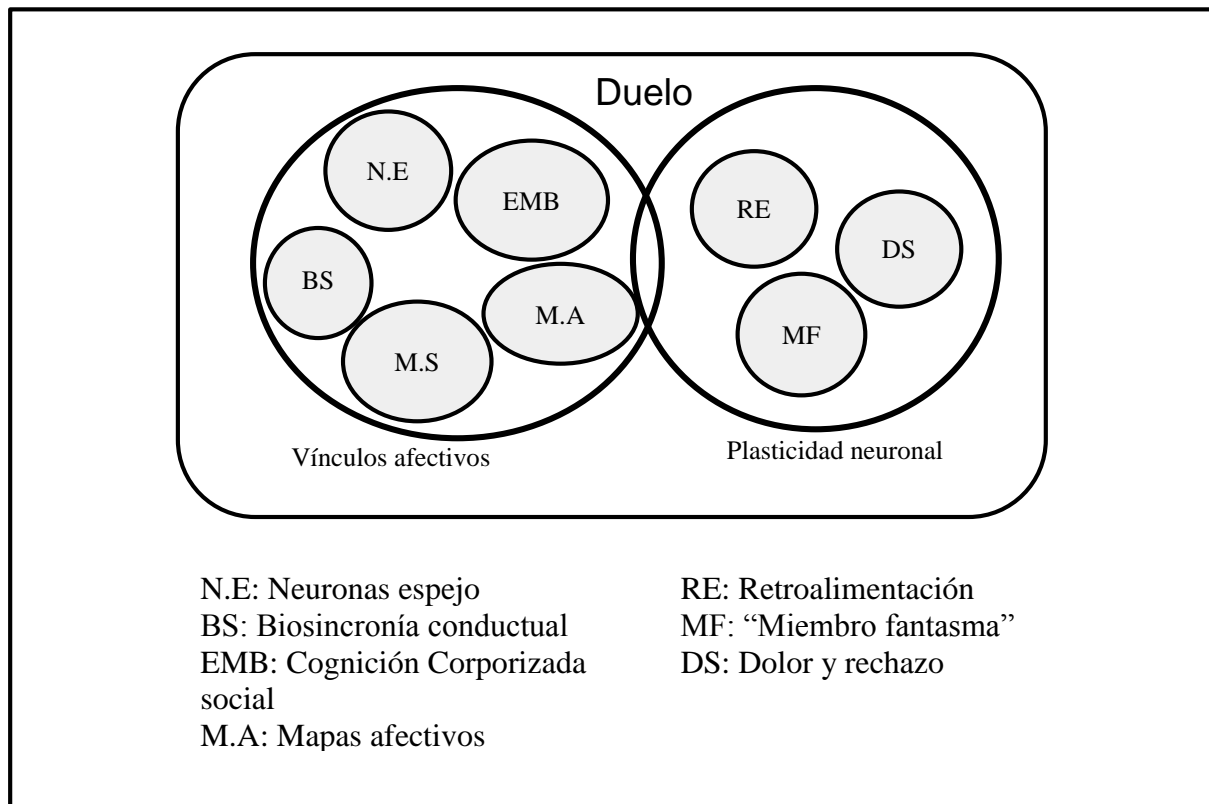 Duelo
N.E
EMB
BS
M.A
M.S
RE
DS
MF
Vínculos afectivos
Plasticidad neuronal
N.E: Neuronas espejo
BS: Biosincronía conductual
EMB: Cognición Corporizada
social
M.A: Mapas afectivos
RE: Retroalimentación
MF: “Miembro fantasma”
DS: Dolor y rechazo